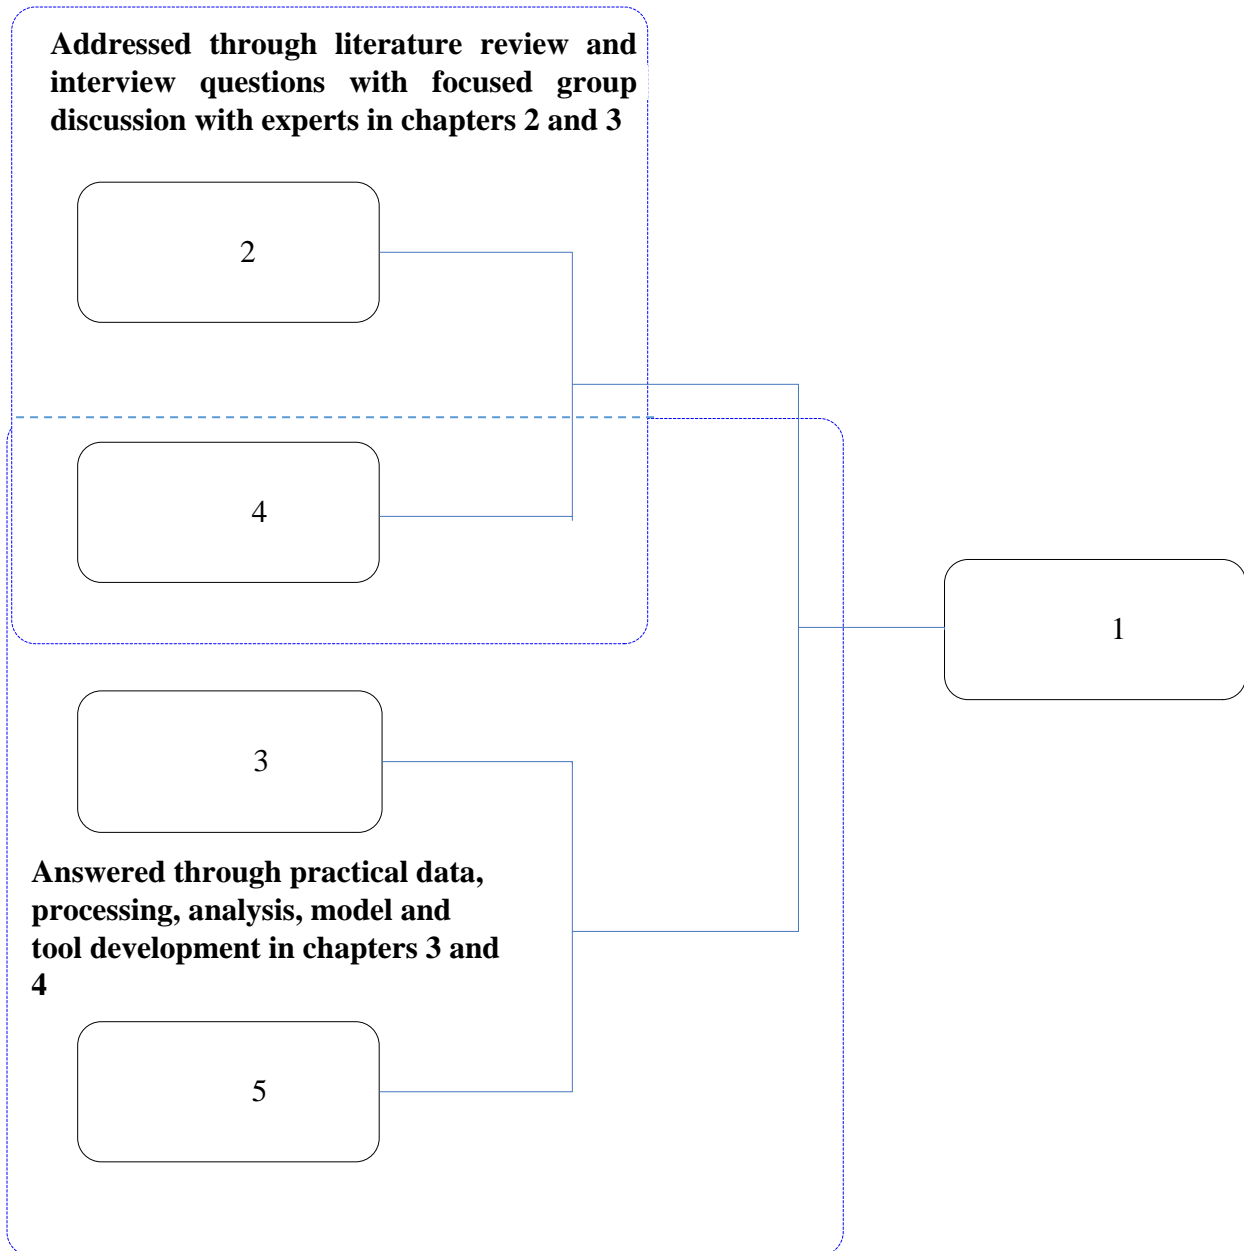 Addressed through literature review and
interview questions with focused group
discussion with experts in chapters 2 and 3
2
4
1
3
Answered through practical data,
processing, analysis, model and
tool development in chapters 3 and
4
5